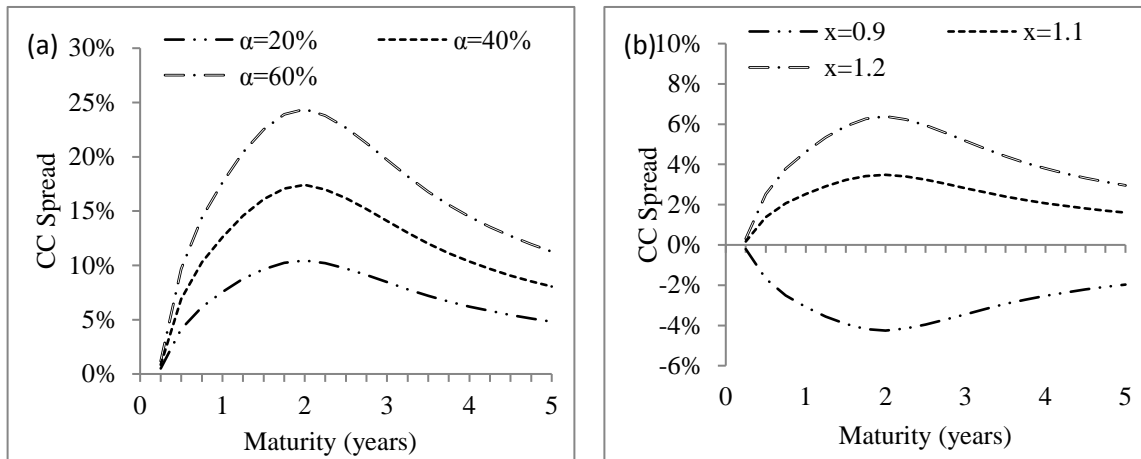 (a)
α=20%
α=40%
α=60%
30%
25%
20%
15%
10%
5%
0%
CC Spread
0 1 2 3 4 5
Maturity (years)
(b)
x=0.9
x=1.1
x=1.2
10%
8%
6%
4%
2%
0%
-2%
-4%
-6%
CC Spread
0 1 2 3 4 5
Maturity (years)